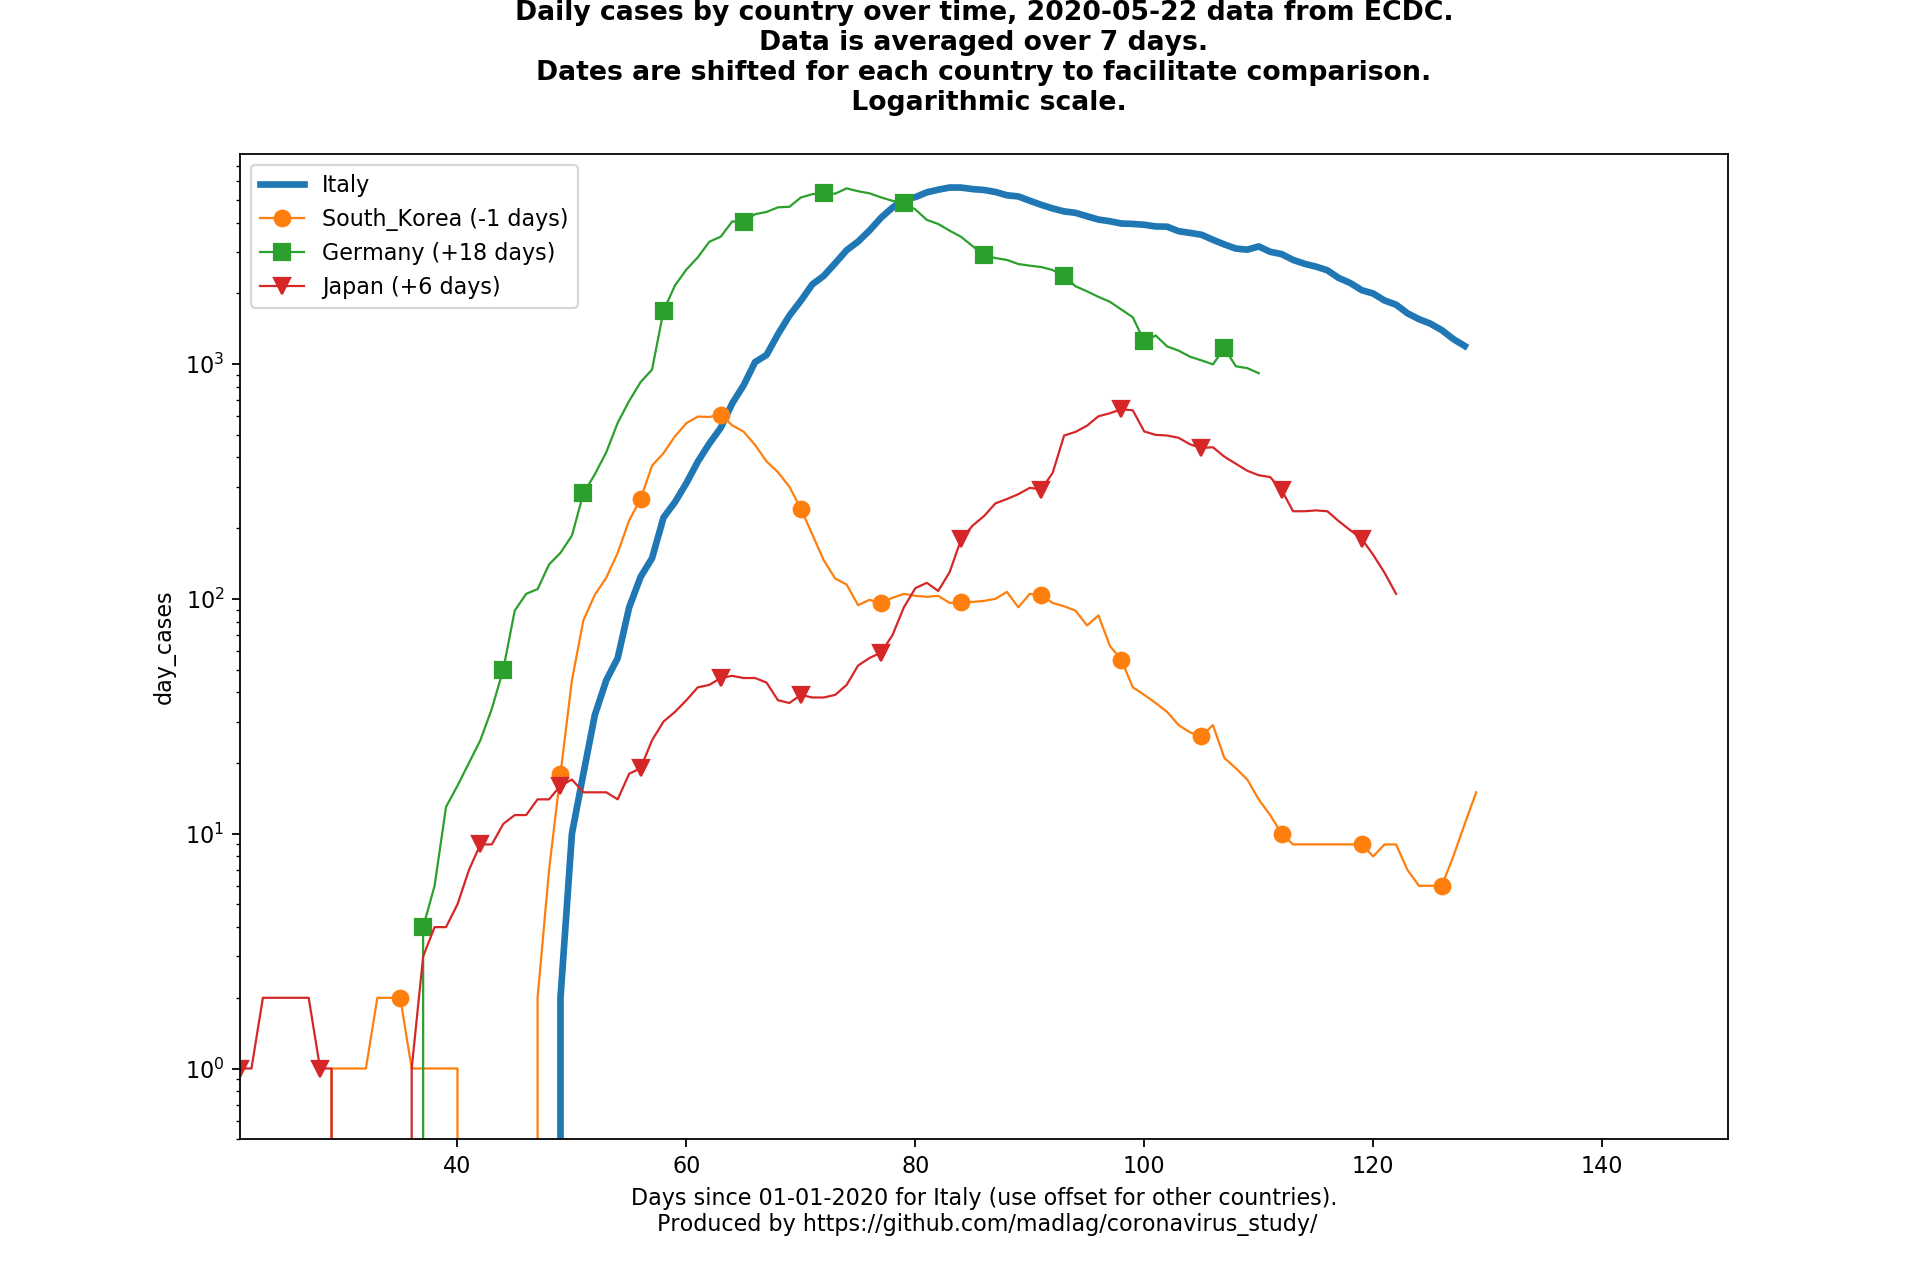 Daily cases by country over time, 2020-05-22 data from ECDC.
Data is averaged over 7 days.
Dates are shifted for each country to facilitate comparison.
Logarithmic scale.
Italy
South_Korea (-1 days)
Germany (+18 days)
Japan (+6 days)
day_cases
10³
10²
10¹
10⁰
40 60 80 100 120 140
Days since 01-01-2020 for Italy (use offset for other countries).
Produced by https://github.com/madlag/coronavirus_study/